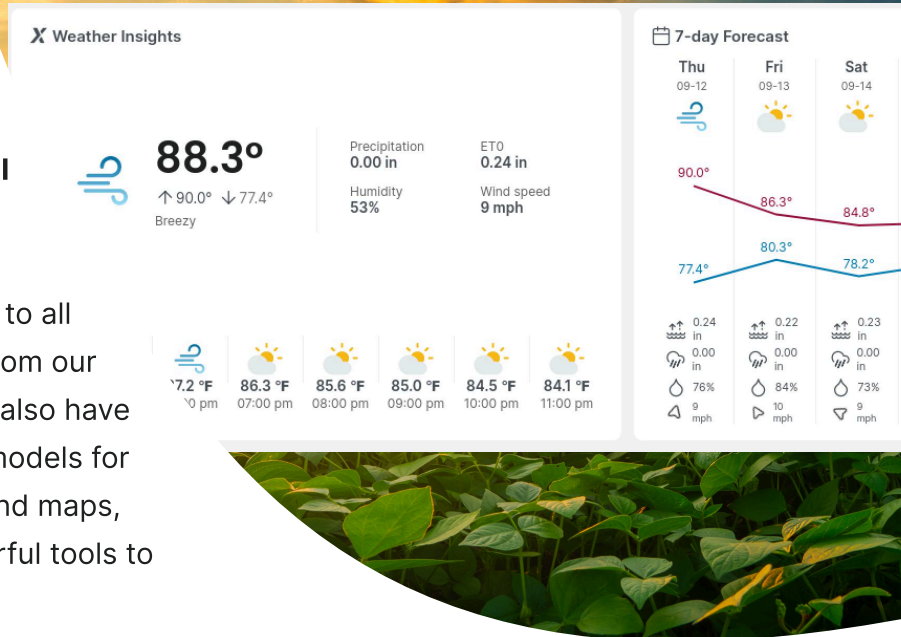 Weather Insights
88.3°
90.0° 77.4°
Breezy
Precipitation
0.00 in
ET0
0.24 in
Humidity
53%
Wind speed
9 mph
86.3 °F
85.6 °F
85.0 °F
84.5 °F
84.1 °F
07:00 pm
08:00 pm
09:00 pm
10:00 pm
11:00 pm
7-day Forecast
Thu
Fri
Sat
09-12
09-13
09-14
90.0°
86.3°
84.8°
77.4°
80.3°
78.2°
0.24 in
0.22 in
0.23 in
0.00 in
0.00 in
0.00 in
76%
84%
73%
9 mph
10 mph
9 mph
to all
our
also have
for
maps,
tools to